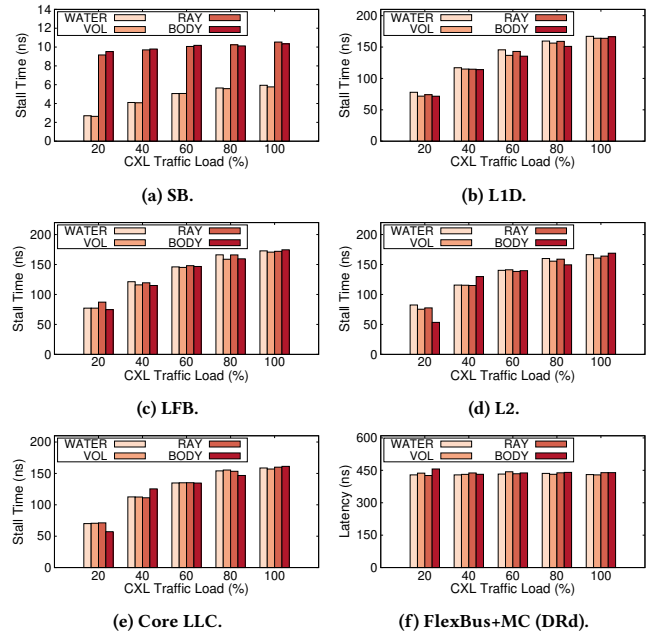 WATER RAY
VOL BODY
Stall Time (ns)
14
12
10
8
6
4
2
0
20 40 60 80 100
CXL Traffic Load (%)
(a) SB.
WATER RAY
VOL BODY
Stall Time (ns)
200
150
100
50
0
20 40 60 80 100
CXL Traffic Load (%)
(b) L1D.
WATER RAY
VOL BODY
Stall Time (ns)
200
150
100
50
0
20 40 60 80 100
CXL Traffic Load (%)
(c) LFB.
WATER RAY
VOL BODY
Stall Time (ns)
200
150
100
50
0
20 40 60 80 100
CXL Traffic Load (%)
(d) L2.
WATER RAY
VOL BODY
Stall Time (ns)
200
150
100
50
0
20 40 60 80 100
CXL Traffic Load (%)
(e) Core LLC.
WATER RAY
VOL BODY
Latency (ns)
600
450
300
150
0
20 40 60 80 100
CXL Traffic Load (%)
(f) FlexBus+MC (DRd).